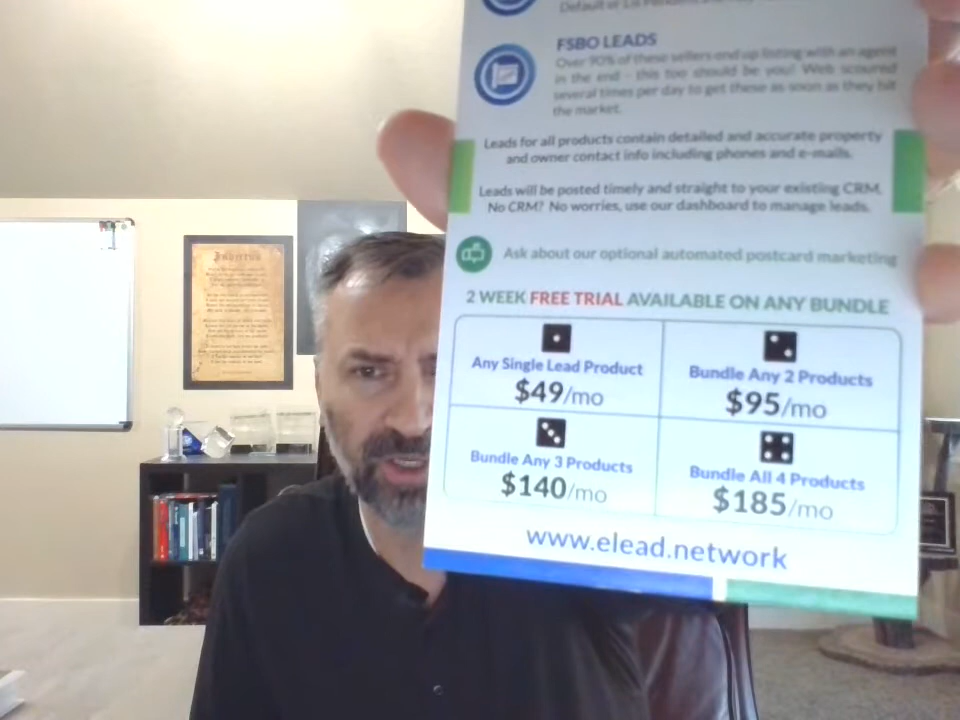 Default or Lis Pendens
FSBO LEADS
Over 90% of these sellers end up listing with an agent
in the end - this too should be you! Web scoured
several times per day to get these as soon as they hit
the market.
Leads for all products contain detailed and accurate property
and owner contact info including phones and e-mails.
Leads will be posted timely and straight to your existing CRM.
No CRM? No worries, use our dashboard to manage leads.
Ask about our optional automated postcard marketing
2 WEEK FREE TRIAL AVAILABLE ON ANY BUNDLE
Any Single Lead Product
$49/mo
Bundle Any 2 Products
$95/mo
Bundle Any 3 Products
$140/mo
Bundle All 4 Products
$185/mo
www.elead.network
Invictus